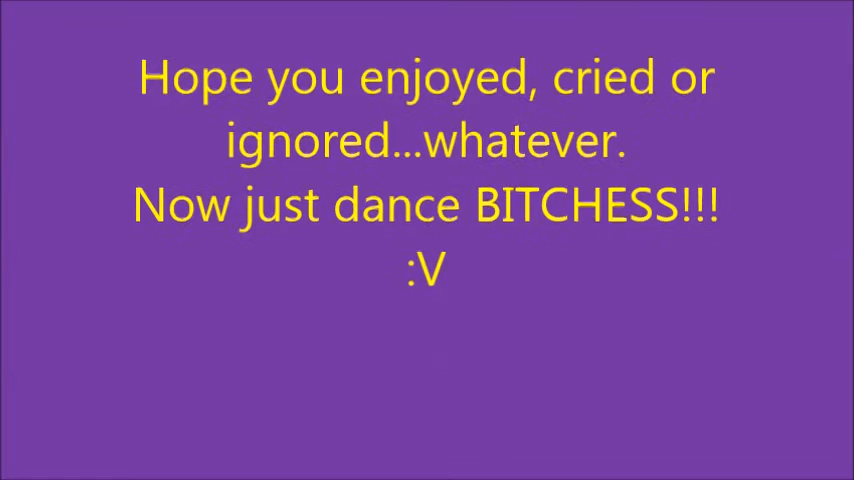 Hope you enjoyed, cried or
ignored...whatever.
Now just dance BITCHESS!!!
:V